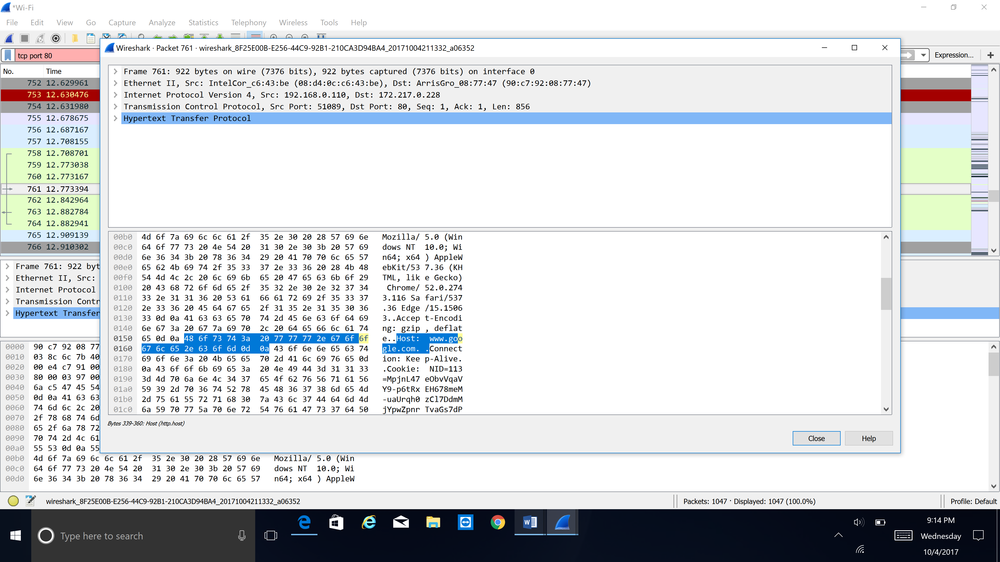 *Wi-Fi
File Edit View Go Capture Analyze Statistics Telephony Wireless Tools Help
Wireshark · Packet 761 · wireshark_8F25E00B-E256-44C9-92B1-210CA3D94BA4_20171004211332_a06352
tcp port 80
Expression...
No. Time
752 12.629961
753 12.630476
754 12.631980
755 12.678675
756 12.687167
757 12.708155
758 12.708701
759 12.773038
760 12.773167
761 12.773394
762 12.842964
763 12.882784
764 12.882941
765 12.909139
766 12.910302
Frame 761: 922 bytes on wire (7376 bits), 922 bytes captured (7376 bits) on interface 0
Ethernet II, Src: IntelCor_c6:43:be (08:d4:0c:c6:43:be), Dst: ArrisGro_08:77:47 (90:c7:92:08:77:47)
Internet Protocol Version 4, Src: 192.168.0.110, Dst: 172.217.0.228
Transmission Control Protocol, Src Port: 51089, Dst Port: 80, Seq: 1, Ack: 1, Len: 856
Hypertext Transfer Protocol
00b0 4d 6f 7a 69 6c 6c 61 2f 35 2e 30 20 28 57 69 6e Mozilla/ 5.0 (Win
00c0 64 6f 77 73 20 4e 54 20 31 30 2e 30 3b 20 57 69 dows NT 10.0; Wi
00d0 6e 36 34 3b 20 78 36 34 29 20 41 70 70 6c 65 57 n64; x64 ) AppleW
00e0 65 62 4b 69 74 2f 35 33 37 2e 33 36 20 28 4b 48 ebKit/53 7.36 (KH
00f0 54 4d 4c 2c 20 6c 69 6b 65 20 47 65 63 6b 6f 29 TML, lik e Gecko)
0100 20 43 68 72 6f 6d 65 2f 35 32 2e 30 2e 32 37 34 Chrome/ 52.0.274
0110 33 2e 31 31 36 20 53 61 66 61 72 69 2f 35 33 37 3.116 Sa fari/537
0120 2e 33 36 20 45 64 67 65 2f 31 35 2e 31 35 30 36 .36 Edge /15.1506
0130 33 0d 0a 41 63 63 65 70 74 2d 45 6e 63 6f 64 69 3..Accep t-Encodi
0140 6e 67 3a 20 67 7a 69 70 2c 20 64 65 66 6c 61 74 ng: gzip , deflat
0150 65 0d 0a 48 6f 73 74 3a 20 77 77 77 2e 67 6f 6f e..Host: www.goo
0160 67 6c 65 2e 63 6f 6d 0d 0a 43 6f 6e 6e 65 63 74 gle.com. .Connect
0170 69 6f 6e 3a 20 4b 65 65 70 2d 41 6c 69 76 65 0d ion: Kee p-Alive.
0180 0a 43 6f 6f 6b 69 65 3a 20 4e 49 44 3d 31 31 33 .Cookie: NID=113
0190 3d 4d 70 6a 6e 4c 34 37 65 4f 62 76 56 71 61 56 =MpjnL47 eObvVqaV
01a0 59 39 2d 70 36 74 52 78 45 48 36 37 38 6d 65 4d Y9-p6tRx EH678meM
01b0 2d 75 61 55 72 71 68 30 7a 43 6c 37 44 64 6d 4d -uaUrqh0 zCl7DdmM
01c0 6a 59 70 77 5a 70 6e 72 54 76 61 47 73 37 64 50 jYpwZpnr TvaGs7dP
Bytes 339-360: Host (http.host)
Close Help
Frame 761: 922 byt
Ethernet II, Src:
Internet Protocol
Transmission Contr
Hypertext Transfer
0000 90 c7 92 08 77
0010 03 8c 6c 7b 40
0020 00 e4 c7 91 00
0030 80 00 03 97 00
0040 6a c5 47 45 54
0050 0d 0a 41 63 63
0060 74 6d 6c 2c 20
0070 2f 78 68 74 6d
0080 65 2f 6a 78 72
0090 70 74 2d 4c 61
00a0 55 53 0d 0a 55
00b0 4d 6f 7a 69 6c 6c 61 2f 35 2e 30 20 28 57 69 6e Mozilla/ 5.0 (Win
00c0 64 6f 77 73 20 4e 54 20 31 30 2e 30 3b 20 57 69 dows NT 10.0; Wi
00d0 6e 36 34 3b 20 78 36 34 29 20 41 70 70 6c 65 57 n64; x64 ) AppleW
wireshark_8F25E00B-E256-44C9-92B1-210CA3D94BA4_20171004211332_a06352
Packets: 1047 · Displayed: 1047 (100.0%)
Profile: Default
Type here to search
9:14 PM
Wednesday
10/4/2017